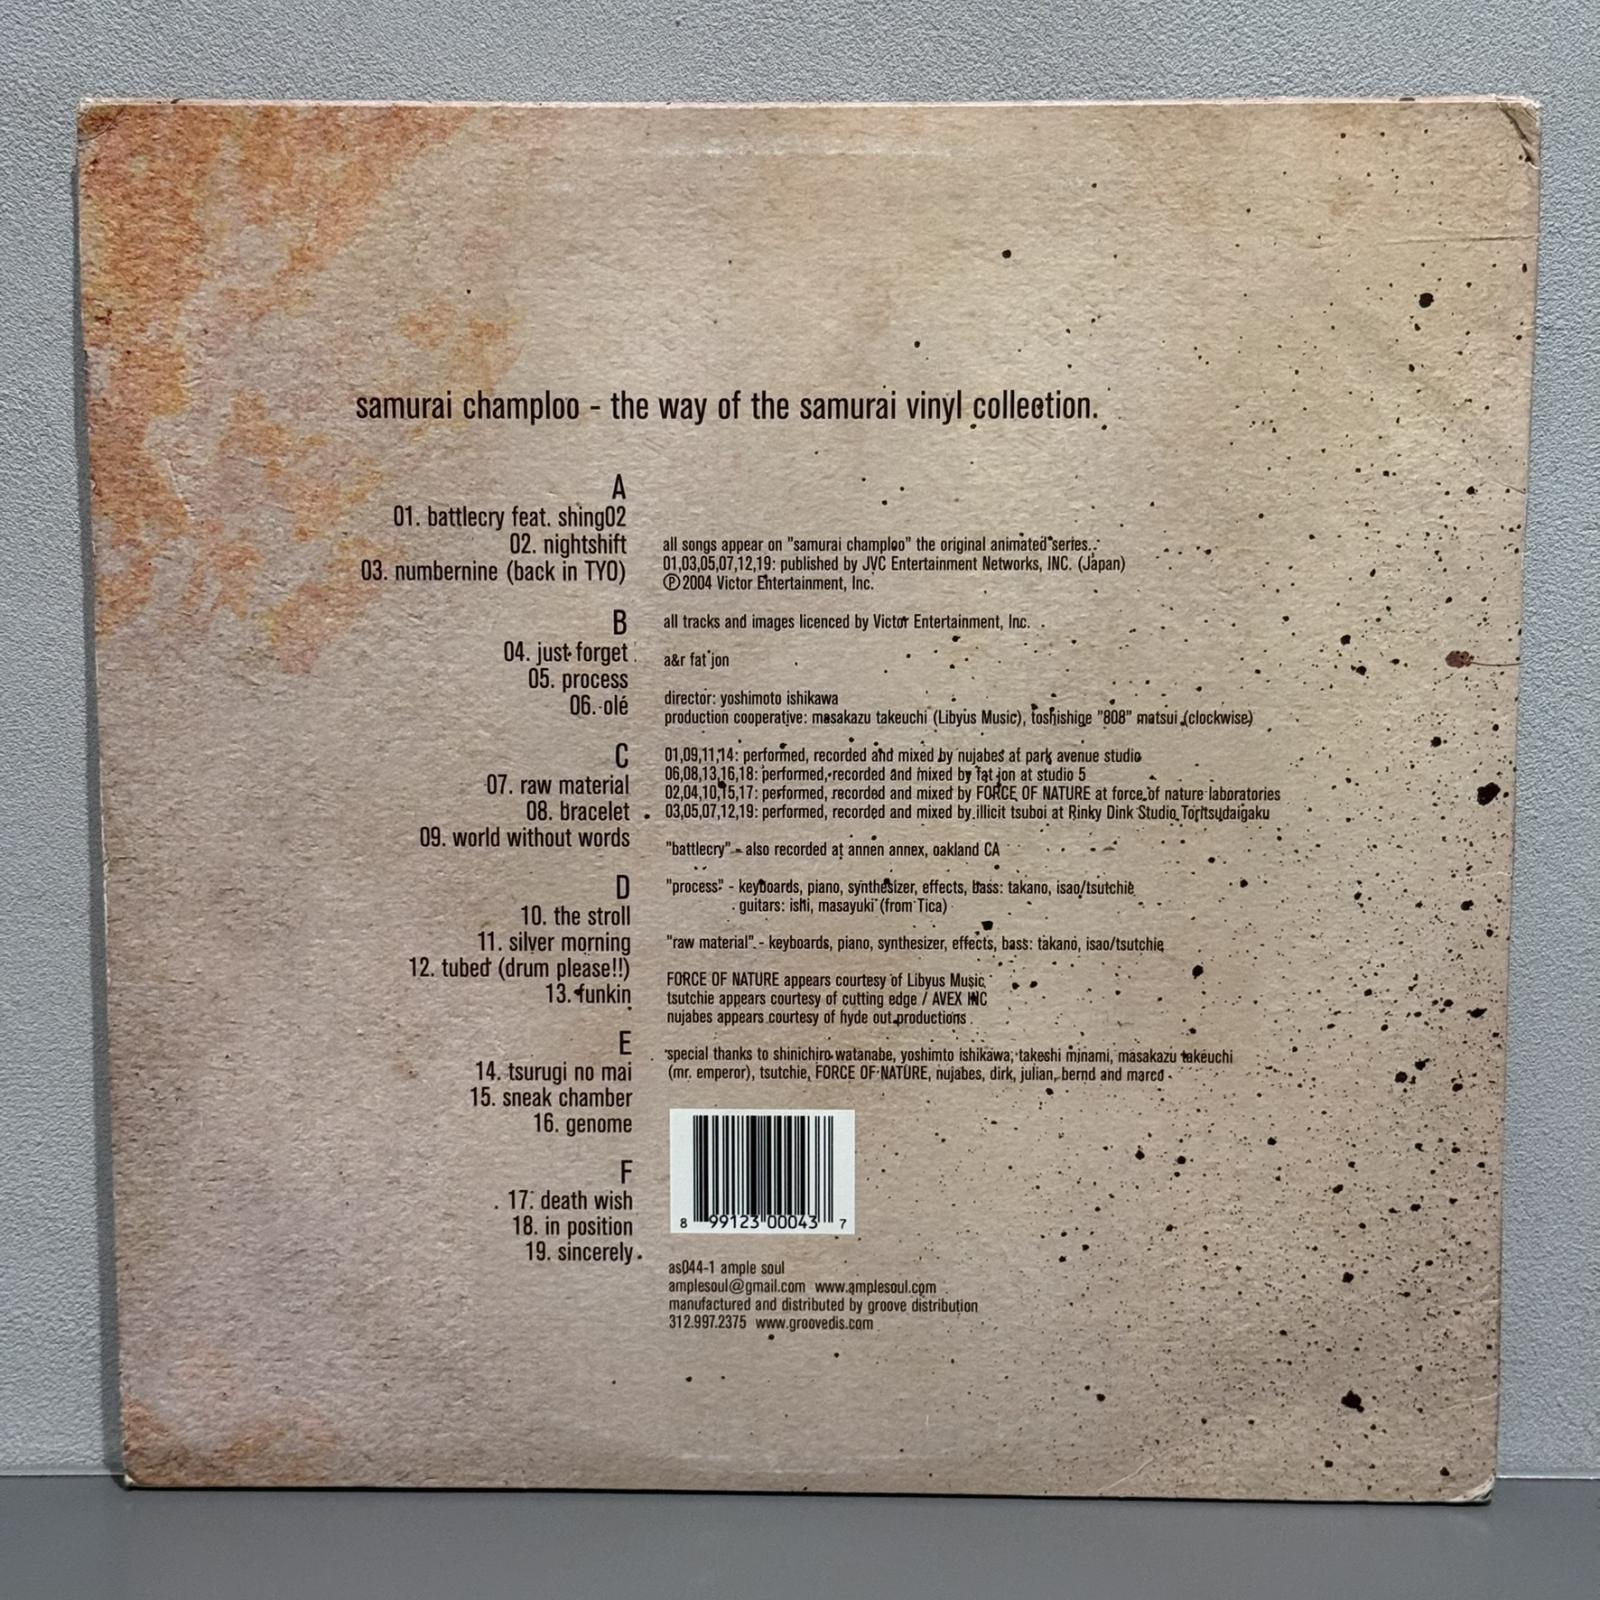 samurai champloo - the way of the samurai vinyl collection.
A
01. battlecry feat. shing02
02. nightshift
03. numbernine (back in TYO)
B
04. just forget
05. process
06. olé
C
07. raw material
08. bracelet
09. world without words
D
10. the stroll
11. silver morning
12. tubed (drum please!!)
13. funkin
E
14. tsurugi no mai
15. sneak chamber
16. genome
F
17. death wish
18. in position
19. sincerely
all songs appear on "samurai champloo" the original animated series.
01,03,05,07,12,19: published by JVC Entertainment Networks, INC. (Japan)
℗ 2004 Victor Entertainment, Inc.
all tracks and images licenced by Victor Entertainment, Inc.
a&r fat jon
director: yoshimoto ishikawa
production cooperative: masakazu takeuchi (Libyus Music), toshishige "808" matsui (clockwise)
01,09,11,14: performed, recorded and mixed by nujabes at park avenue studio
06,08,13,16,18: performed, recorded and mixed by fat jon at studio 5
02,04,10,15,17: performed, recorded and mixed by FORCE OF NATURE at force of nature laboratories
03,05,07,12,19: performed, recorded and mixed by illicit tsuboi at Rinky Dink Studio Toritsudaigaku
"battlecry" - also recorded at annen annex, oakland CA
"process" - keyboards, piano, synthesizer, effects, bass: takano, isao/tsutchie
guitars: ishi, masayuki (from Tica)
"raw material" - keyboards, piano, synthesizer, effects, bass: takano, isao/tsutchie
FORCE OF NATURE appears courtesy of Libyus Music
tsutchie appears courtesy of cutting edge / AVEX INC
nujabes appears courtesy of hyde out productions
special thanks to shinichiro watanabe, yoshimto ishikawa, takeshi minami, masakazu takeuchi
(mr. emperor), tsutchie, FORCE OF NATURE, nujabes, dirk, julian, bernd and marco
8 99123 00043 7
as044-1 ample soul
amplesoul@gmail.com www.amplesoul.com
manufactured and distributed by groove distribution
312.997.2375 www.groovedis.com